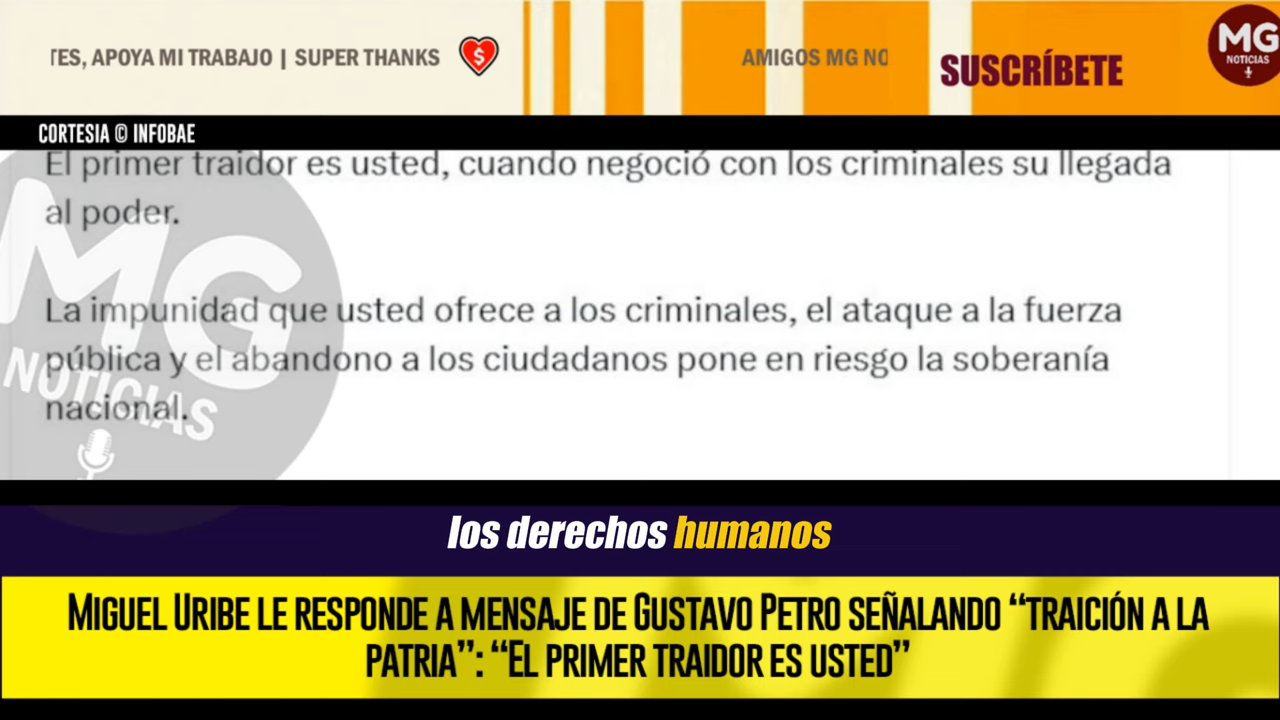 TES, APOYA MI TRABAJO | SUPER THANKS
AMIGOS MG NO
SUSCRÍBETE
MG
NOTICIAS
CORTESIA © INFOBAE
El primer traidor es usted, cuando negoció con los criminales su llegada
al poder.
La impunidad que usted ofrece a los criminales, el ataque a la fuerza
pública y el abandono a los ciudadanos pone en riesgo la soberanía
nacional.
MG
NOTICIAS
los derechos humanos
MIGUEL URIBE LE RESPONDE A MENSAJE DE GUSTAVO PETRO SEÑALANDO “TRAICIÓN A LA
PATRIA”: “EL PRIMER TRAIDOR ES USTED”